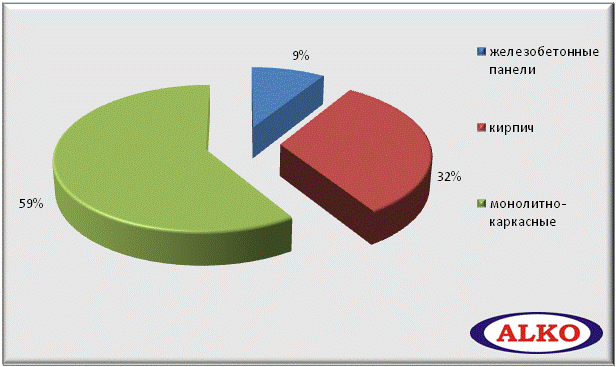 9%
железобетонные
панели
кирпич
32%
59%
монолитно-
каркасные
ALKO